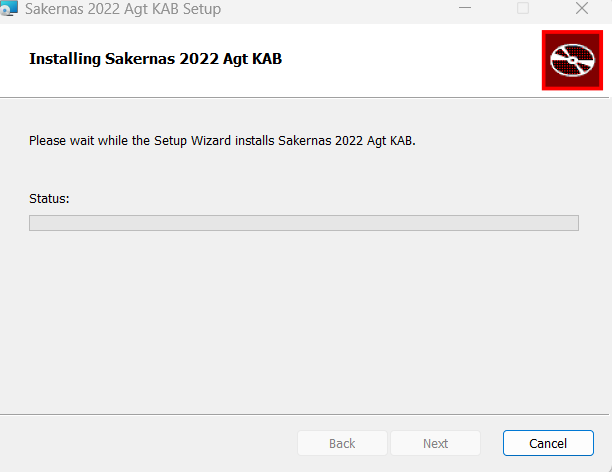 Sakernas 2022 Agt KAB Setup
Installing Sakernas 2022 Agt KAB
Please wait while the Setup Wizard installs Sakernas 2022 Agt KAB.
Status:
Back Next Cancel